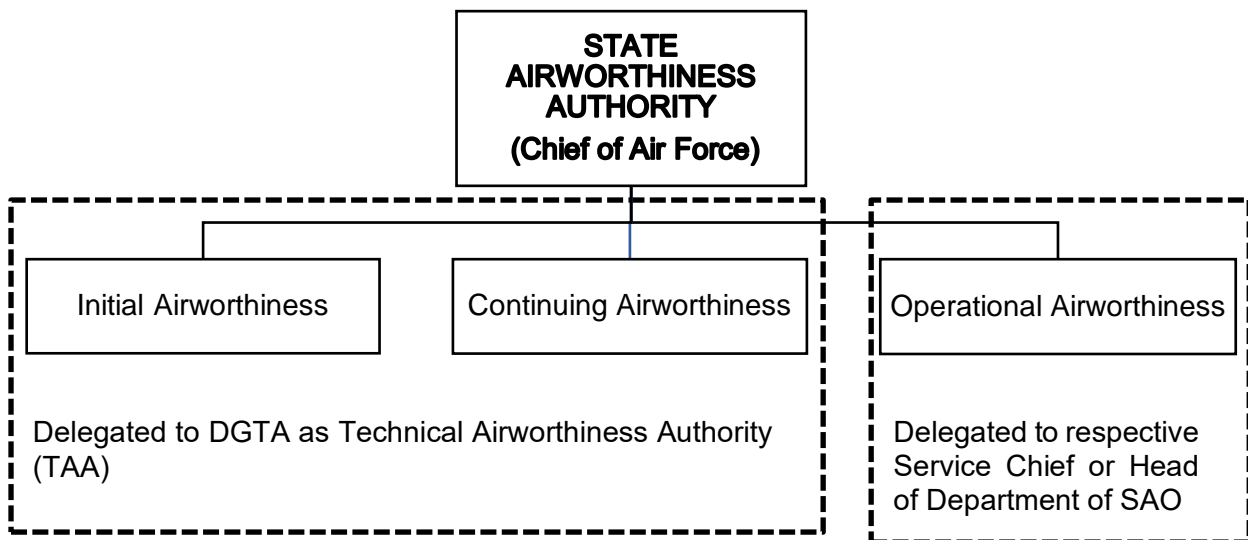 STATE
AIRWORTHINESS
AUTHORITY
(Chief of Air Force)
Initial Airworthiness
Continuing Airworthiness
Operational Airworthiness
Delegated to DGTA as Technical Airworthiness Authority
(TAA)
Delegated to respective
Service Chief or Head
of Department of SAO